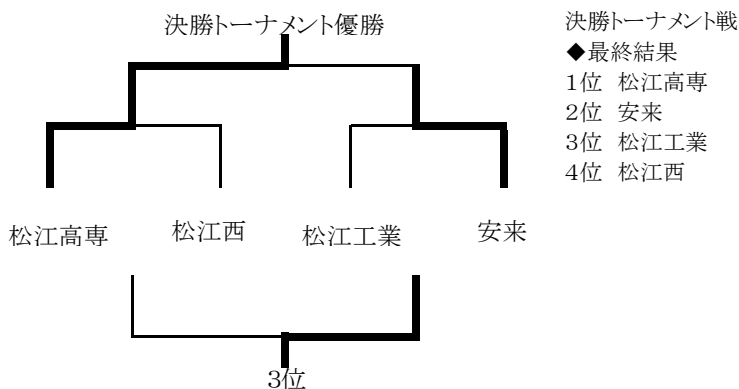 決勝トーナメント優勝
松江高専
松江西
松江工業
安来
3位
決勝トーナメント戦
◆最終結果
1位 松江高専
2位 安来
3位 松江工業
4位 松江西